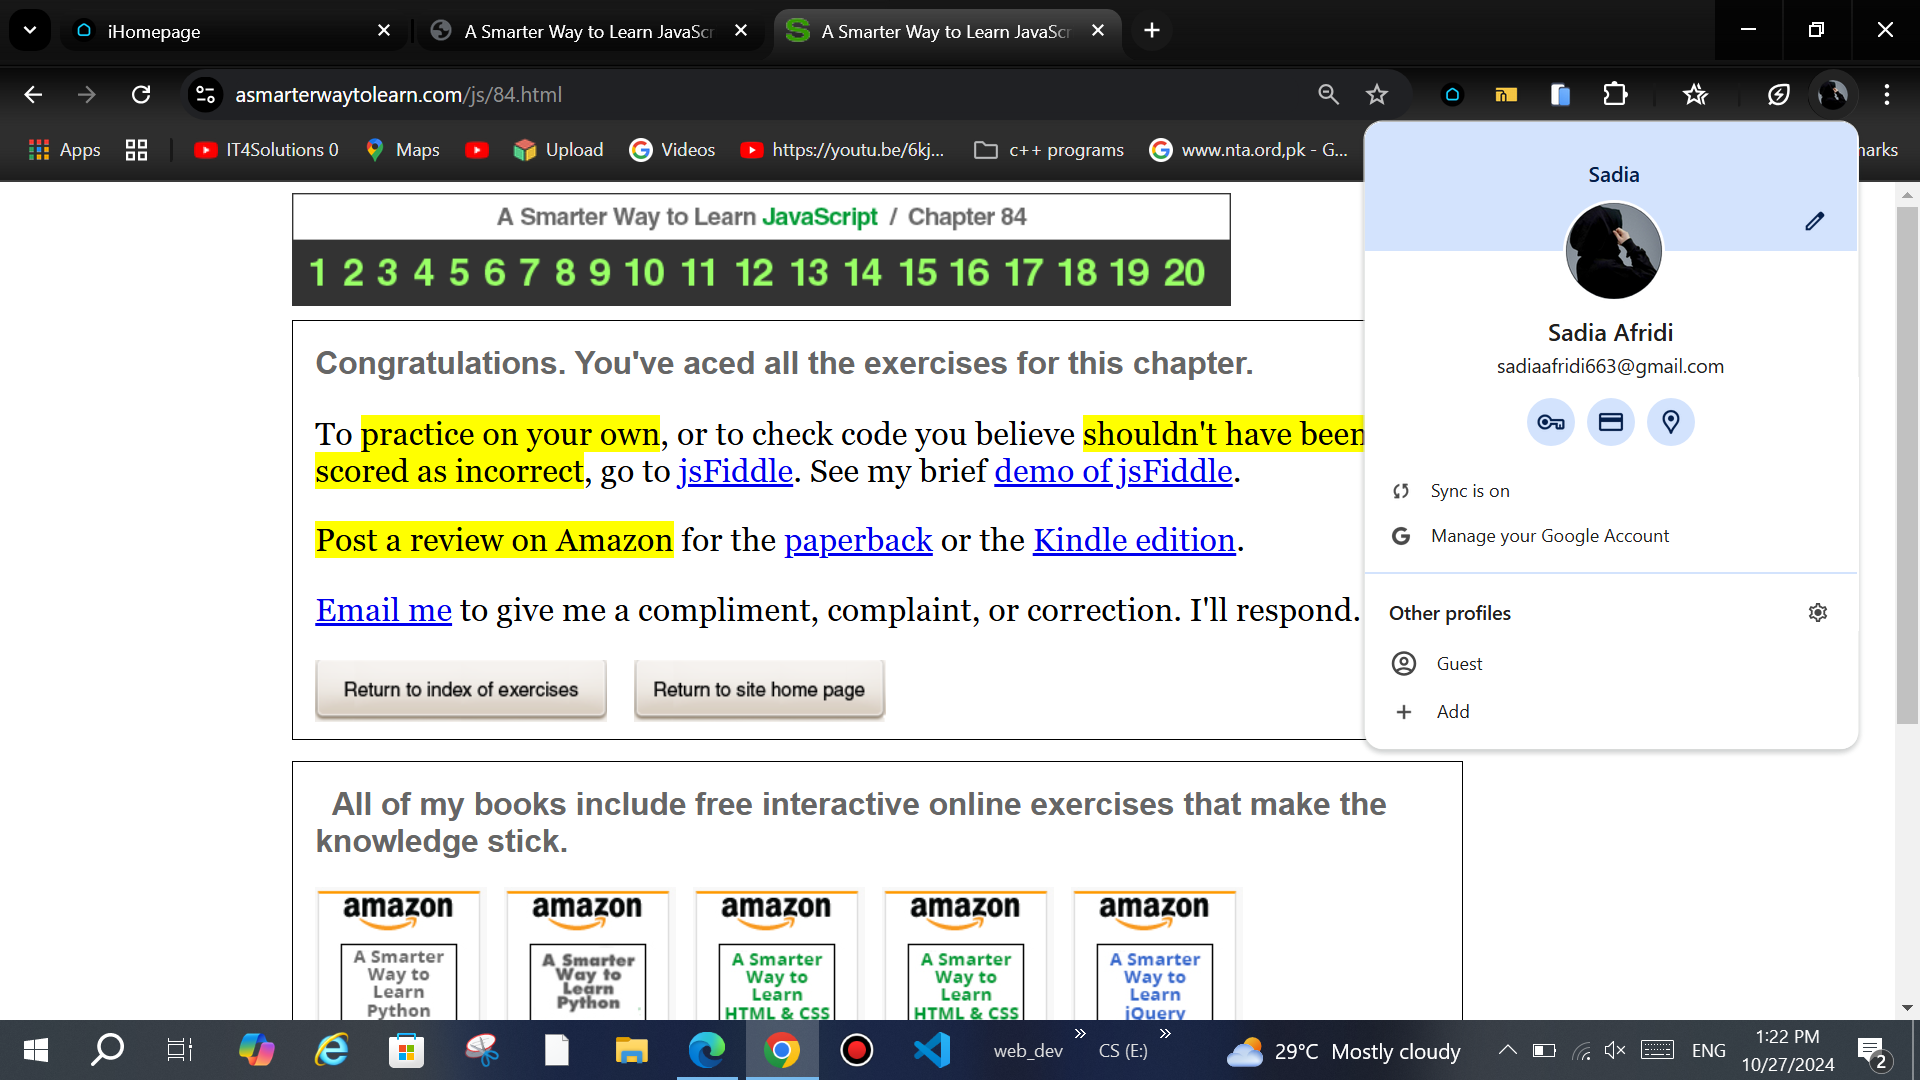 iHomepage
A Smarter Way to Learn JavaScr
A Smarter Way to Learn JavaScr
asmarterwaytolearn.com/js/84.html
Apps
IT4Solutions 0
Maps
Upload
Videos
https://youtu.be/6kj...
c++ programs
www.nta.ord,pk - G...
narks
A Smarter Way to Learn JavaScript / Chapter 84
1 2 3 4 5 6 7 8 9 10 11 12 13 14 15 16 17 18 19 20
Congratulations. You've aced all the exercises for this chapter.
To practice on your own, or to check code you believe shouldn't have been
scored as incorrect, go to jsFiddle. See my brief demo of jsFiddle.
Post a review on Amazon for the paperback or the Kindle edition.
Email me to give me a compliment, complaint, or correction. I'll respond.
Return to index of exercises
Return to site home page
Sadia
Sadia Afridi
sadiaafridi663@gmail.com
Sync is on
Manage your Google Account
Other profiles
Guest
Add
All of my books include free interactive online exercises that make the
knowledge stick.
amazon
A Smarter
Way to
Learn
Python
amazon
A Smarter
Way to
Learn
Python
amazon
A Smarter
Way to
Learn
HTML & CSS
amazon
A Smarter
Way to
Learn
HTML & CSS
amazon
A Smarter
Way to
Learn
jQuery
web_dev
CS (E:)
29°C Mostly cloudy
ENG
1:22 PM
10/27/2024
2